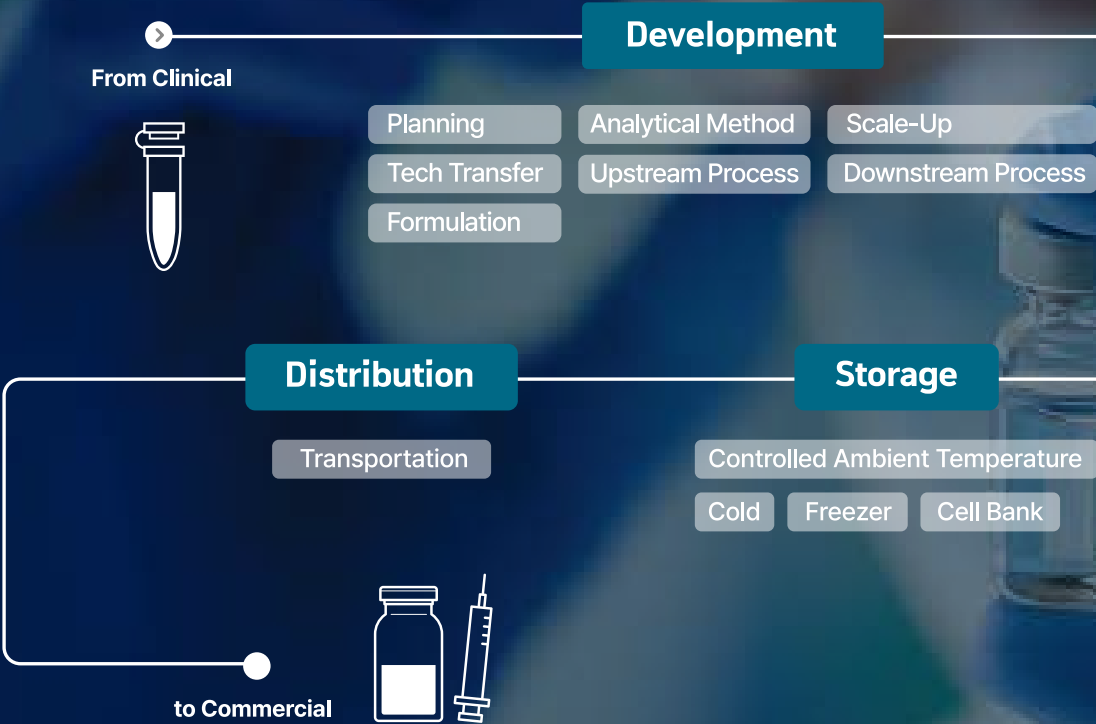 Development
From Clinical
Planning
Analytical Method
Scale-Up
Tech Transfer
Upstream Process
Downstream Process
Formulation
Distribution
Storage
Transportation
Controlled Ambient Temperature
Cold
Freezer
Cell Bank
to Commercial